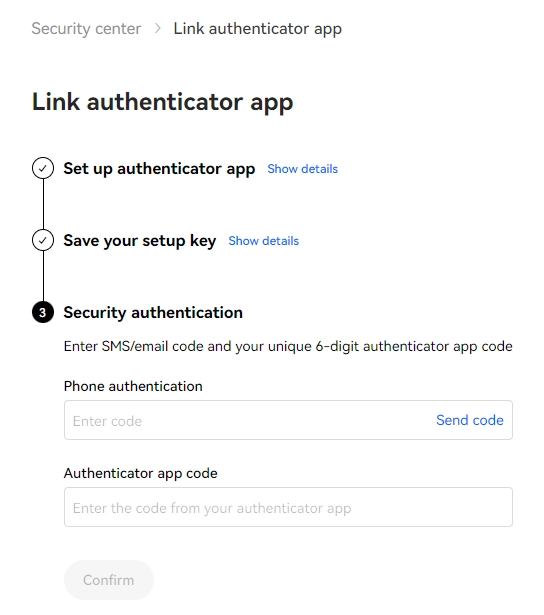 Security center > Link authenticator app
Link authenticator app
Set up authenticator app Show details
Save your setup key Show details
3 Security authentication
Enter SMS/email code and your unique 6-digit authenticator app code
Phone authentication
Enter code Send code
Authenticator app code
Enter the code from your authenticator app
Confirm